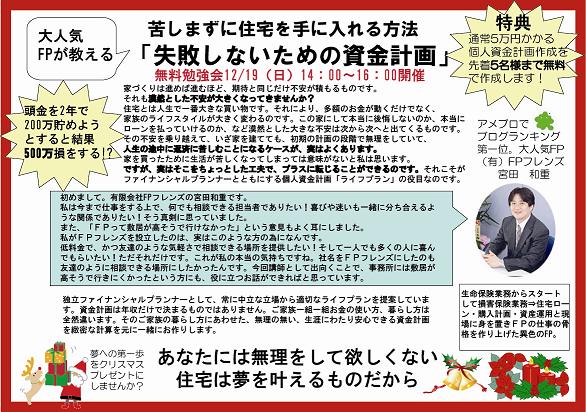 大人気
FPが教える
苦しまずに住宅を手に入れる方法
「失敗しないための資金計画」
無料勉強会12/19（日）14：00～16：00開催
特典
通常5万円かかる
個人資金計画作成を
先着5名様まで無料
で作成します！
頭金を2年で
200万貯めよう
とすると結果
500万損をする!?
家づくりは進めば進むほど、期待と同じだけ不安が積もるものです。
それも漠然とした不安が大きくなってきませんか？
住宅とは人生で一番大きな買い物です。それにより、多額のお金が動くだけでなく、
家族のライフスタイルが大きく変わるのです。この家にして本当に後悔しないのか、本当に
ローンを払っていけるのか、など漠然とした大きな不安は次から次へと出てくるものです。
その不安を乗り越えて、いざ家を建てても、初期の計画の段階で無理をしていて、
人生の途中に返済に苦しむことになるケースが、実はよくあります。
家を買ったために生活が苦しくなってしまっては意味がないと私は思います。
ですが、実はそこをちょっとした工夫で、プラスに転じることができるのです。それこそが
ファイナンシャルプランナーとともにする個人資金計画「ライフプラン」の役目なのです。
アメブロで
ブログランキング
第一位。大人気FP
（有）FPフレンズ
宮田　和重
初めまして。有限会社FPフレンズの宮田和重です。
私は今まで仕事をする上で、何でも相談できる担当者でありたい！喜びや迷いも一緒に分ち合えるよ
うな関係でありたい！そう真剣に思っていました。
また、「FPって敷居が高そうで行けなかった」という意見もよく耳にしました。
私がFPフレンズを設立したのは、実はこのような方の為になんです。
低料金で、かつ友達のような気軽さで相談できる場所を提供したい！そして一人でも多くの人に喜ん
でもらいたい！ただそれだけです。これが私の本当の気持ちですね。社名をFPフレンズにしたのも
友達のように相談できる場所にしたかったんです。今回講師として出向くことで、事務所には敷居が
高そうで行きにくかったという方にも、役に立つお話ができればと思っています。
独立ファイナンシャルプランナーとして、常に中立な立場から適切なライフプランを提案しています。
資金計画は年収だけで決まるものではありません。ご家族一組一組お金の使い方、暮らし方は
全然違います。そのご家族の暮らし方にあわせた、無理の無い、生涯にわたり安心できる資金計画
を緻密な計算を元に一緒にお作りします。
生命保険業務からスタート
して損害保険業務⇒住宅ロー
ン・購入計画・資産運用と現
場に身を置きFPの仕事の骨
格を作り上げた異色のFP。
夢への第一歩
をクリスマス
プレゼントに
しませんか？
あなたには無理をして欲しくない
住宅は夢を叶えるものだから